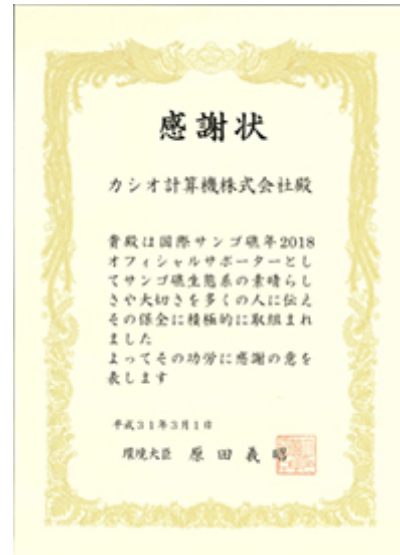 感謝状
カシオ計算機株式会社殿
貴殿は国際サンゴ礁年2018
オフィシャルサポーターとし
てサンゴ礁生態系の素晴らし
さや大切さを多くの人に伝え
その保全に積極的に取組まれ
ました
よってその功労に感謝の意を
表します
平成31年3月1日
環境大臣 原田義昭